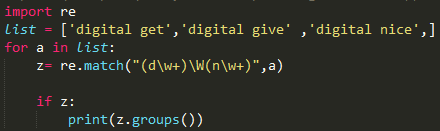 import re
list = ['digital get','digital give' ,'digital nice',]
for a in list:
    z= re.match("(d\w+)\W(n\w+)",a)

    if z:
        print(z.groups())